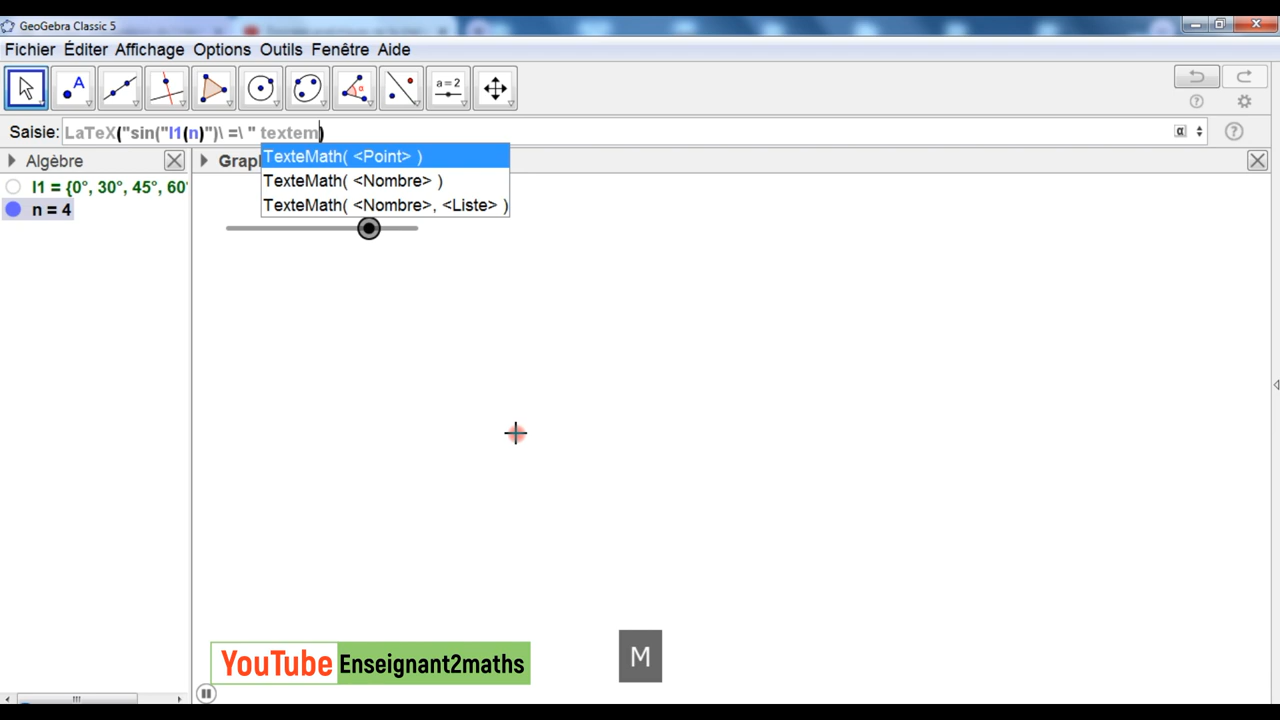 GeoGebra Classic 5
Fichier Éditer Affichage Options Outils Fenêtre Aide
A
α
a=2
Saisie: LaTeX("sin("l1(n)")\ =\ " textem)
α
Algèbre
Graph
TexteMath( <Point> )
TexteMath( <Nombre> )
TexteMath( <Nombre>, <Liste> )
l1 = {0°, 30°, 45°, 60°
n = 4
YouTube Enseignant2maths
M